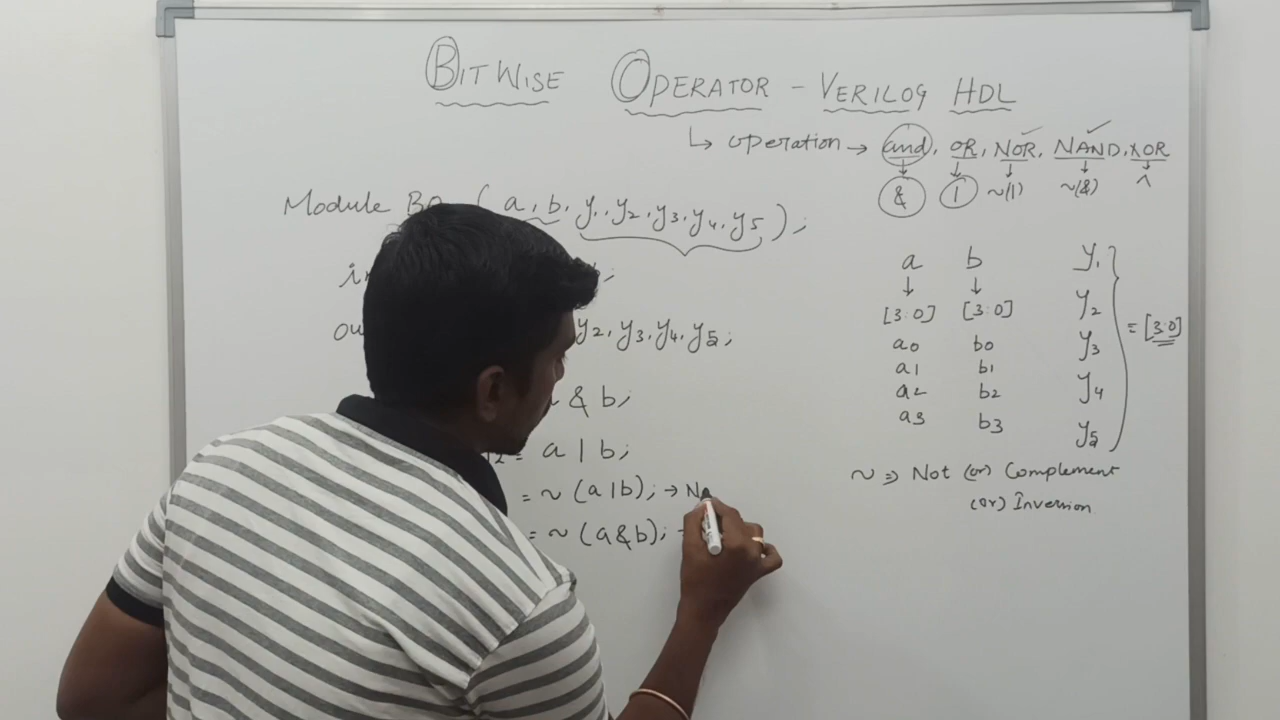 BITWISE OPERATOR - VERILOG HDL
↳ operation → and, OR, NOR, NAND, XOR
& | ~(|) ~(&) ^
Module (a, b, y1, y2, y3, y4, y5);
y2, y3, y4, y5;
& b;
= a | b;
= ~ (a | b); → N
= ~ (a & b);
a b y1
[3:0] [3:0] y2
a0 b0 y3
a1 b1
a2 b2 y4
a3 b3 y5
= [3:0]
~ ⇒ Not (or) Complement
(or) Inversion